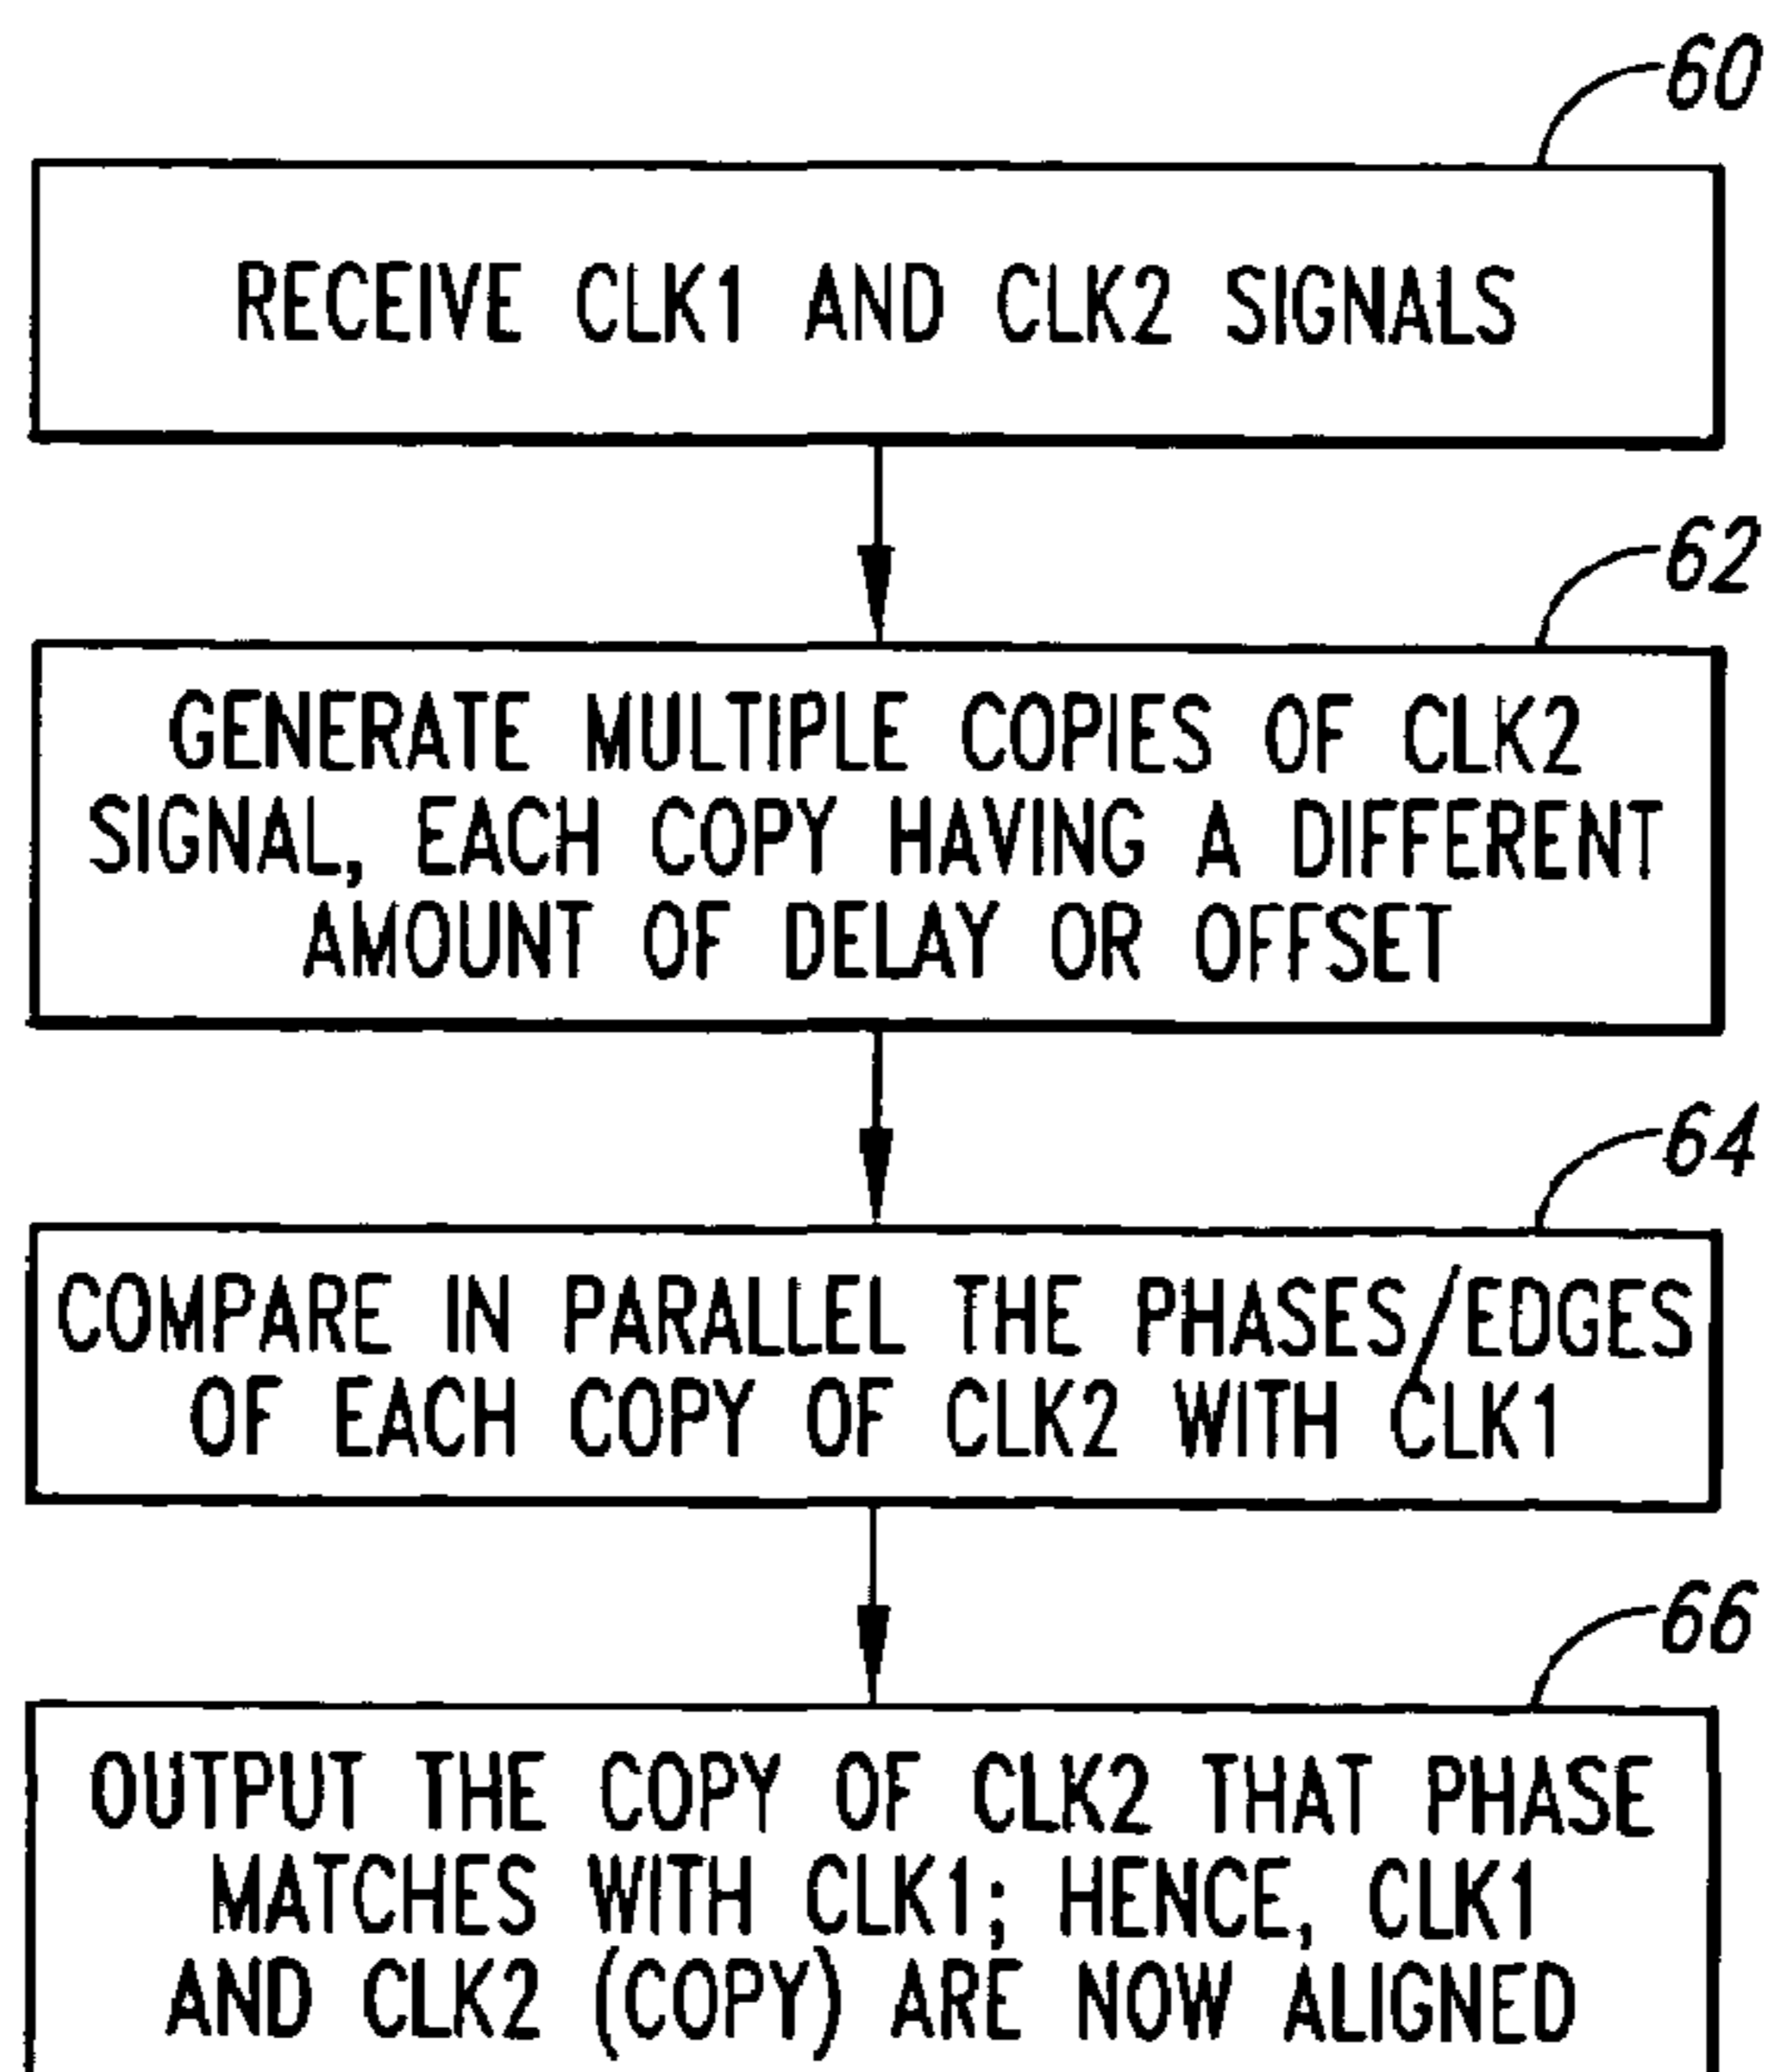 60
RECEIVE CLK1 AND CLK2 SIGNALS
62
GENERATE MULTIPLE COPIES OF CLK2
SIGNAL, EACH COPY HAVING A DIFFERENT
AMOUNT OF DELAY OR OFFSET
64
COMPARE IN PARALLEL THE PHASES/EDGES
OF EACH COPY OF CLK2 WITH CLK1
66
OUTPUT THE COPY OF CLK2 THAT PHASE
MATCHES WITH CLK1; HENCE, CLK1
AND CLK2 (COPY) ARE NOW ALIGNED